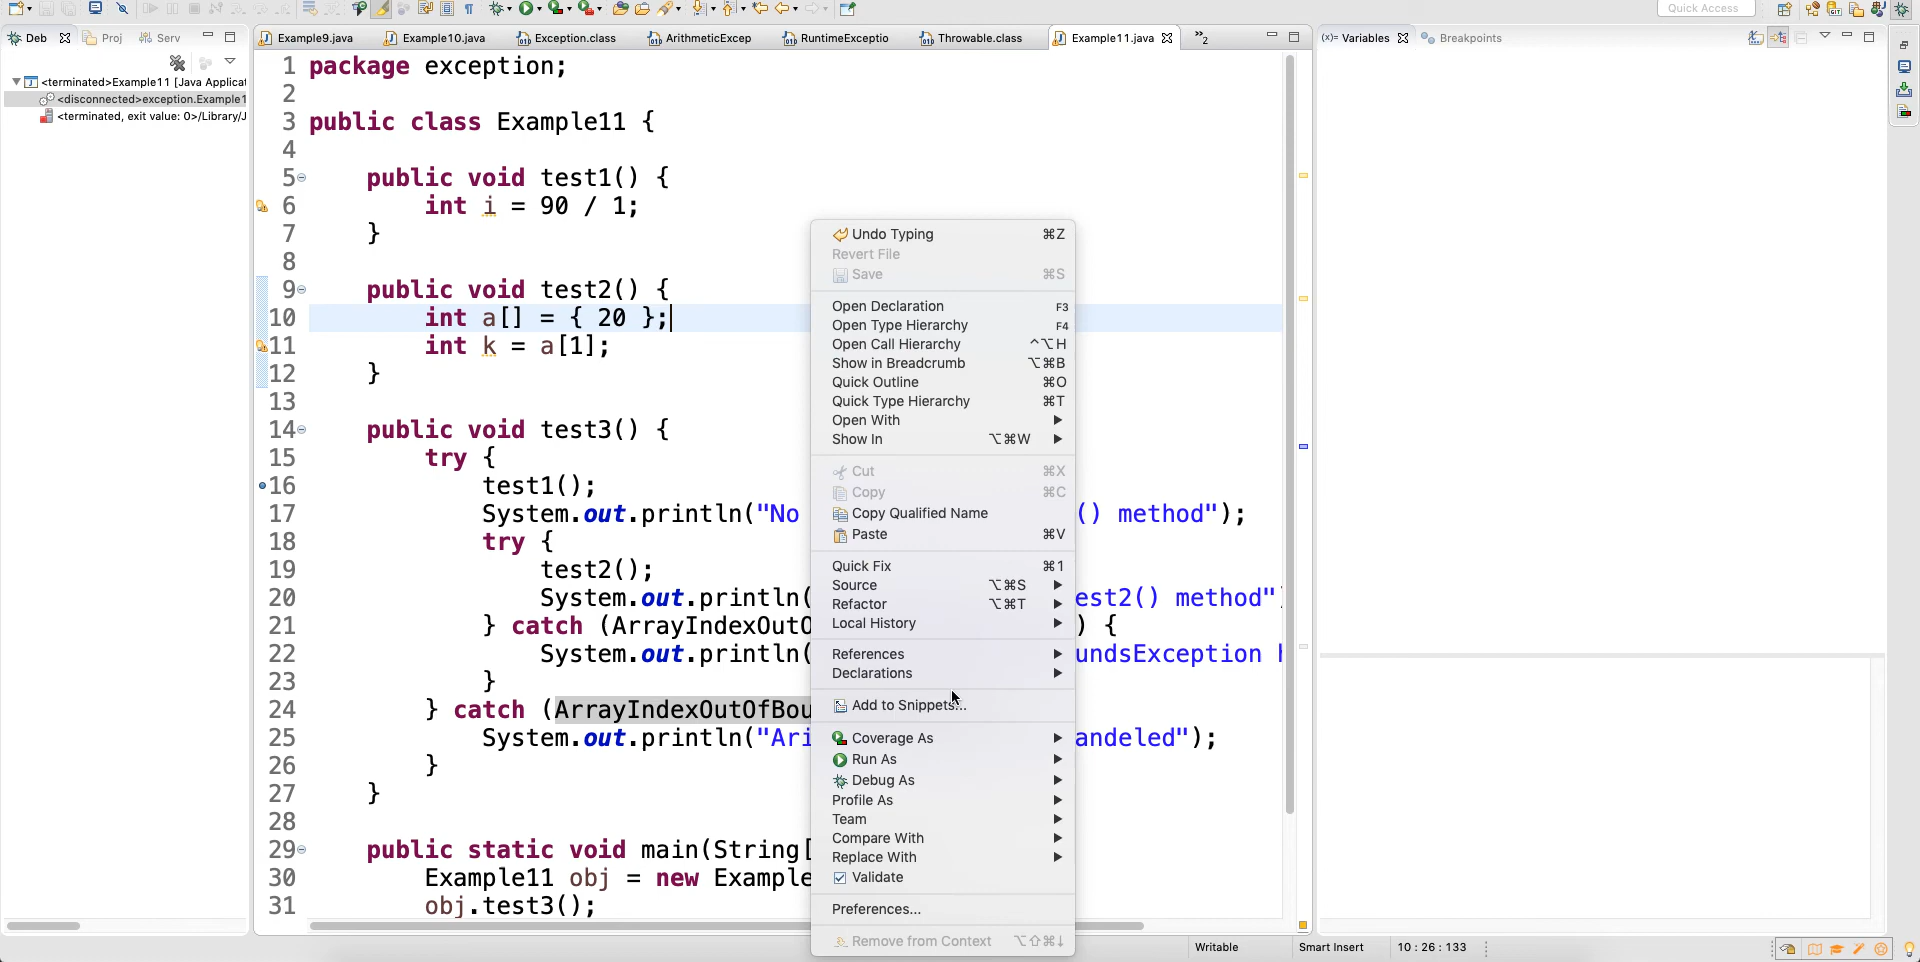 Quick Access
Deb
Proj
Serv
Example9.java
Example10.java
Exception.class
ArithmeticExcep
RuntimeExceptio
Throwable.class
Example11.java
»2
(x)= Variables
Breakpoints
<terminated>Example11 [Java Applicat
<disconnected>exception.Example1
<terminated, exit value: 0>/Library/J
1 package exception;
2
3 public class Example11 {
4
5 public void test1() {
6 int i = 90 / 1;
7 }
8
9 public void test2() {
10 int a[] = { 20 };
11 int k = a[1];
12 }
13
14 public void test3() {
15 try {
16 test1();
17 System.out.println("No () method");
18 try {
19 test2();
20 System.out.println( est2() method"
21 } catch (ArrayIndexOutO ) {
22 System.out.println( undsException
23 }
24 } catch (ArrayIndexOutOfBou
25 System.out.println("Ari andeled");
26 }
27 }
28
29 public static void main(String[
30 Example11 obj = new Example
31 obj.test3();
Undo Typing ⌘Z
Revert File
Save ⌘S
Open Declaration F3
Open Type Hierarchy F4
Open Call Hierarchy ^⌥H
Show in Breadcrumb ⌥⌘B
Quick Outline ⌘O
Quick Type Hierarchy ⌘T
Open With
Show In ⌥⌘W
Cut ⌘X
Copy ⌘C
Copy Qualified Name
Paste ⌘V
Quick Fix ⌘1
Source ⌥⌘S
Refactor ⌥⌘T
Local History
References
Declarations
Add to Snippets...
Coverage As
Run As
Debug As
Profile As
Team
Compare With
Replace With
Validate
Preferences...
Remove from Context ⌥⇧⌘↓
Writable
Smart Insert
10 : 26 : 133